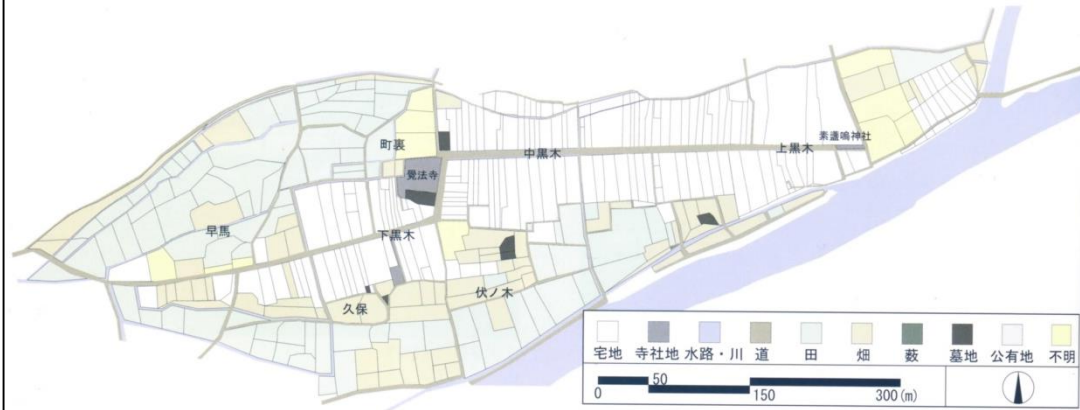 素盞嗚神社
町裏
中黒木
上黒木
覚法寺
早馬
下黒木
伏ノ木
久保
宅地 寺社地 水路・川 道 田 畑 薮 墓地 公有地 不明
50
0 150 300(m)